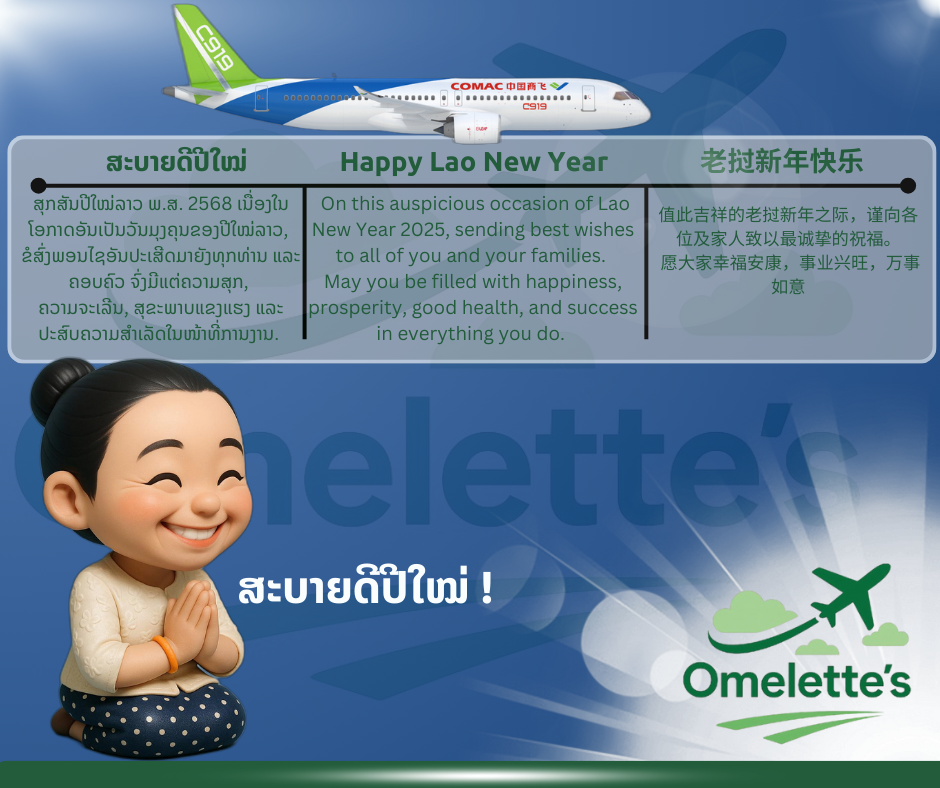 C919
COMAC 中国商飞
C919
ສະບາຍດີປີໃໝ່
ສຸກສັນປີໃໝ່ລາວ ພ.ສ. 2568 ເນື່ອງໃນ
ໂອກາດອັນເປັນວັນມຸງຄຸນຂອງປີໃໝ່ລາວ,
ຂໍສົ່ງພອນໄຊອັນປະເສີດມາຍັງທຸກທ່ານ ແລະ
ຄອບຄົວ ຈົ່ງມີແຕ່ຄວາມສຸກ,
ຄວາມຈະເລີນ, ສຸຂະພາບແຂງແຮງ ແລະ
ປະສົບຄວາມສຳເລັດໃນໜ້າທີ່ການງານ.
Happy Lao New Year
On this auspicious occasion of Lao
New Year 2025, sending best wishes
to all of you and your families.
May you be filled with happiness,
prosperity, good health, and success
in everything you do.
老挝新年快乐
值此吉祥的老挝新年之际，谨向各
位及家人致以最诚挚的祝福。
愿大家幸福安康，事业兴旺，万事
如意
Omelette's
ສະບາຍດີປີໃໝ່ !
Omelette's